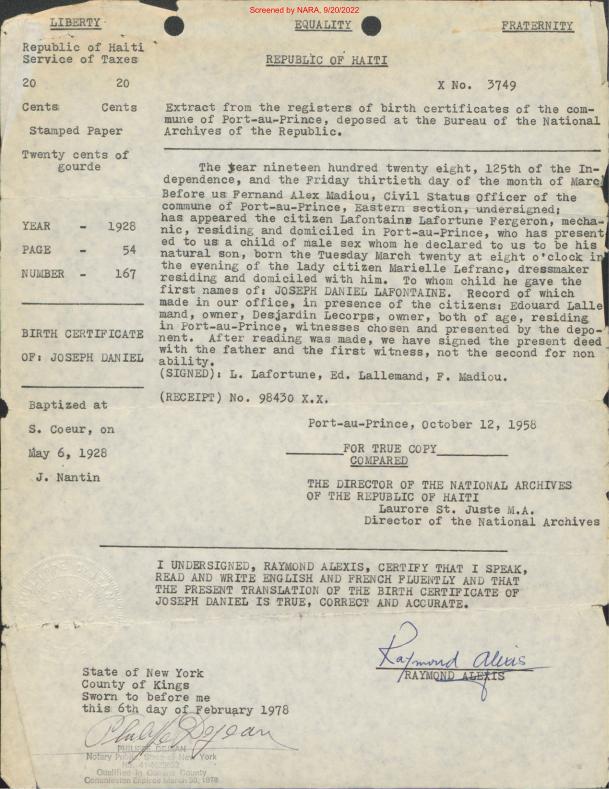 Screened by NARA, 9/20/2022
LIBERTY EQUALITY FRATERNITY
Republic of Haiti
Service of Taxes
20 20
Cents Cents
Stamped Paper
Twenty cents of
gourde
YEAR - 1928
PAGE - 54
NUMBER - 167
BIRTH CERTIFICATE
OF: JOSEPH DANIEL
Baptized at
S. Coeur, on
May 6, 1928
J. Nantin
REPUBLIC OF HAITI
X No. 3749
Extract from the registers of birth certificates of the com-
mune of Port-au-Prince, deposed at the Bureau of the National
Archives of the Republic.
The year nineteen hundred twenty eight, 125th of the In-
dependence, and the Friday thirtieth day of the month of Marc
Before us Fernand Alex Madiou, Civil Status Officer of the
commune of Port-au-Prince, Eastern section, undersigned;
has appeared the citizen Lafontaine Lafortune Fergeron, mecha-
nic, residing and domiciled in Port-au-Prince, who has present
ed to us a child of male sex whom he declared to us to be his
natural son, born the Tuesday March twenty at eight o'clock in
the evening of the lady citizen Marielle Lefranc, dressmaker
residing and domiciled with him. To whom child he gave the
first names of: JOSEPH DANIEL LAFONTAINE. Record of which
made in our office, in presence of the citizens: Edouard Lalle
mand, owner, Desjardin Lecorps, owner, both of age, residing
in Port-au-Prince, witnesses chosen and presented by the depo-
nent. After reading was made, we have signed the present deed
with the father and the first witness, not the second for non
ability.
(SIGNED): L. Lafortune, Ed. Lallemand, F. Madiou.
(RECEIPT) No. 98430 X.X.
Port-au-Prince, October 12, 1958
FOR TRUE COPY
COMPARED
THE DIRECTOR OF THE NATIONAL ARCHIVES
OF THE REPUBLIC OF HAITI
Laurore St. Juste M.A.
Director of the National Archives
I UNDERSIGNED, RAYMOND ALEXIS, CERTIFY THAT I SPEAK,
READ AND WRITE ENGLISH AND FRENCH FLUENTLY AND THAT
THE PRESENT TRANSLATION OF THE BIRTH CERTIFICATE OF
JOSEPH DANIEL IS TRUE, CORRECT AND ACCURATE.
Raymond Alexis
RAYMOND ALEXIS
State of New York
County of Kings
Sworn to before me
this 6th day of February 1978
Philippe Dejean
PHILIPPE DEJEAN
Notary Public, State of New York
Qualified in Queens County
Commission Expires March 30, 1978